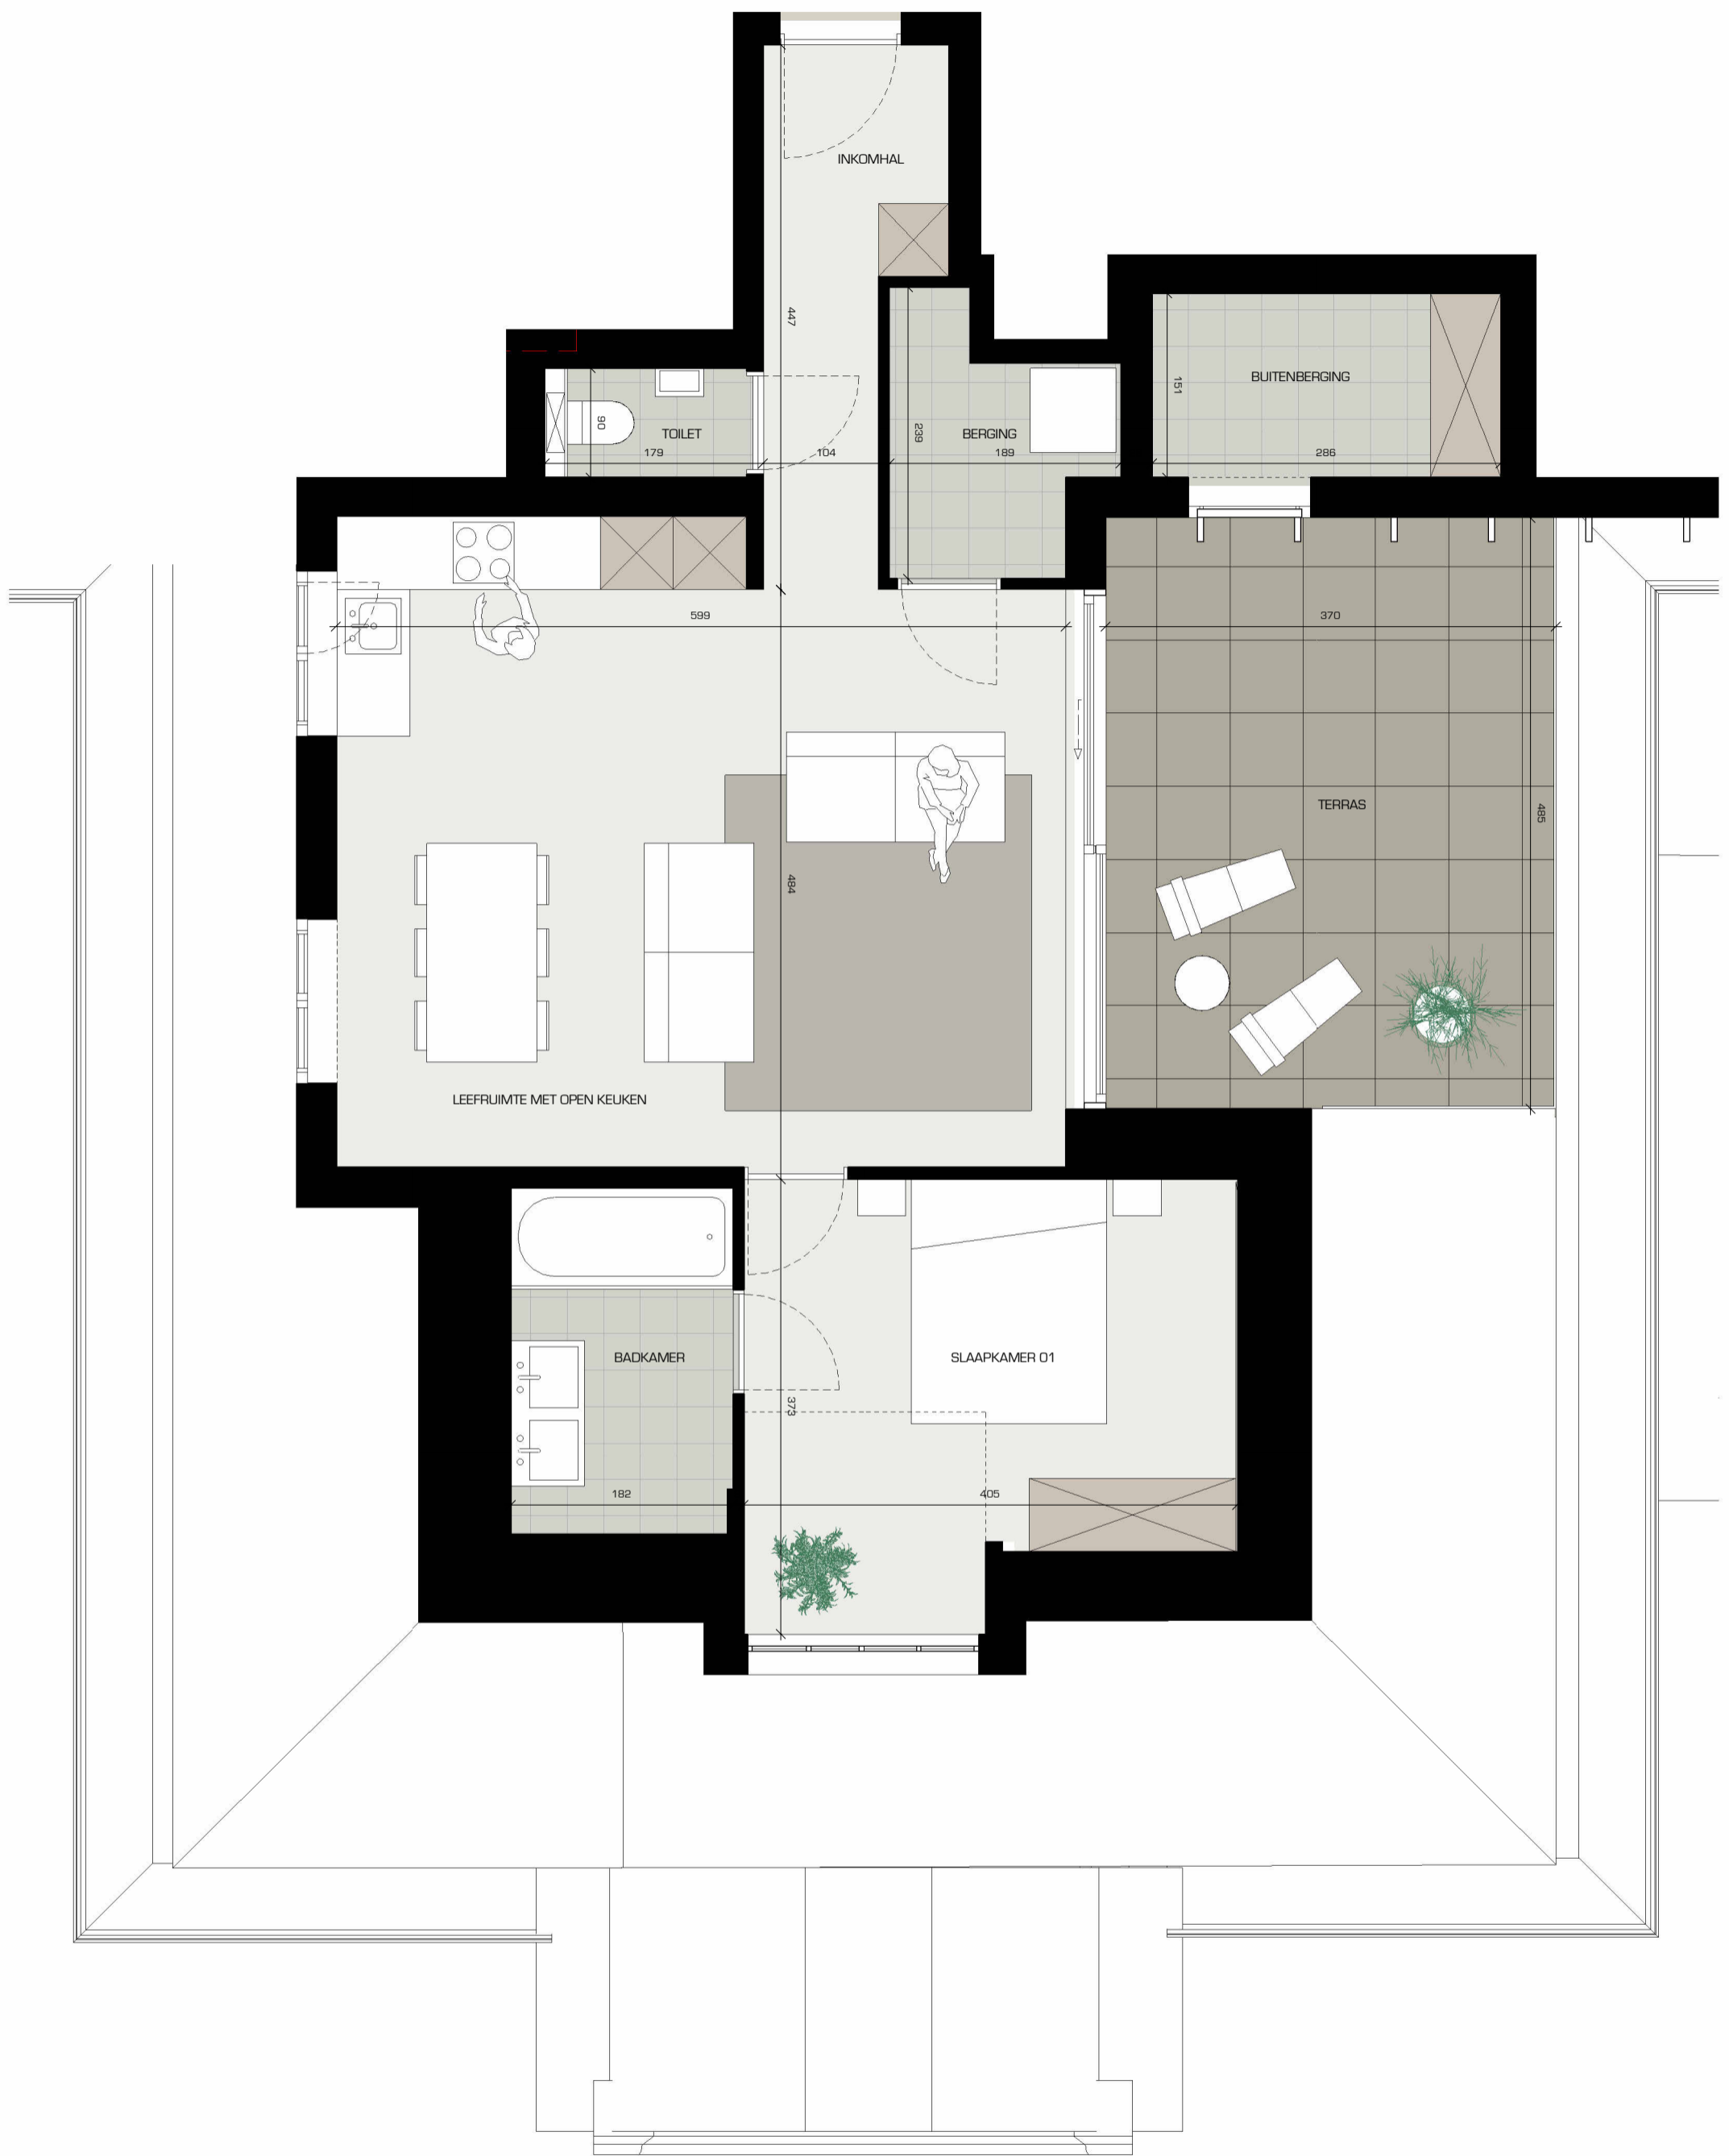 INKOMHAL
447
BUITENBERGING
151
90
TOILET
239
BERGING
179
104
189
286
599
370
TERRAS
485
484
LEEFRUIMTE MET OPEN KEUKEN
BADKAMER
SLAAPKAMER 01
373
182
405